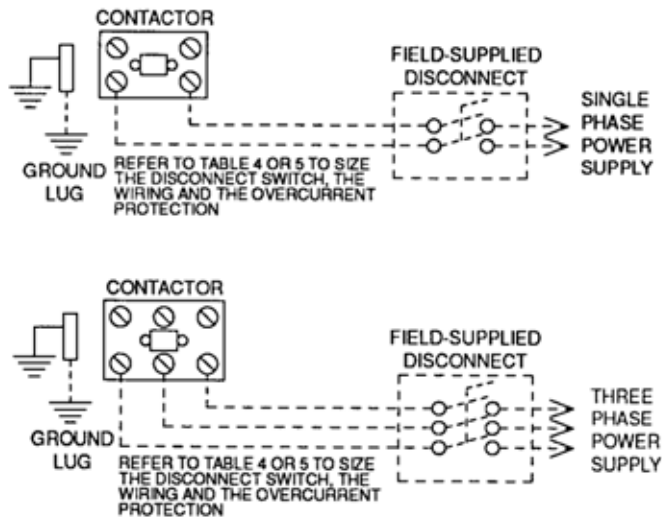 CONTACTOR
FIELD-SUPPLIED
DISCONNECT
SINGLE
PHASE
POWER
SUPPLY
GROUND
LUG
REFER TO TABLE 4 OR 5 TO SIZE
THE DISCONNECT SWITCH, THE
WIRING AND THE OVERCURRENT
PROTECTION
CONTACTOR
FIELD-SUPPLIED
DISCONNECT
THREE
PHASE
POWER
SUPPLY
GROUND
LUG
REFER TO TABLE 4 OR 5 TO SIZE
THE DISCONNECT SWITCH, THE
WIRING AND THE OVERCURRENT
PROTECTION